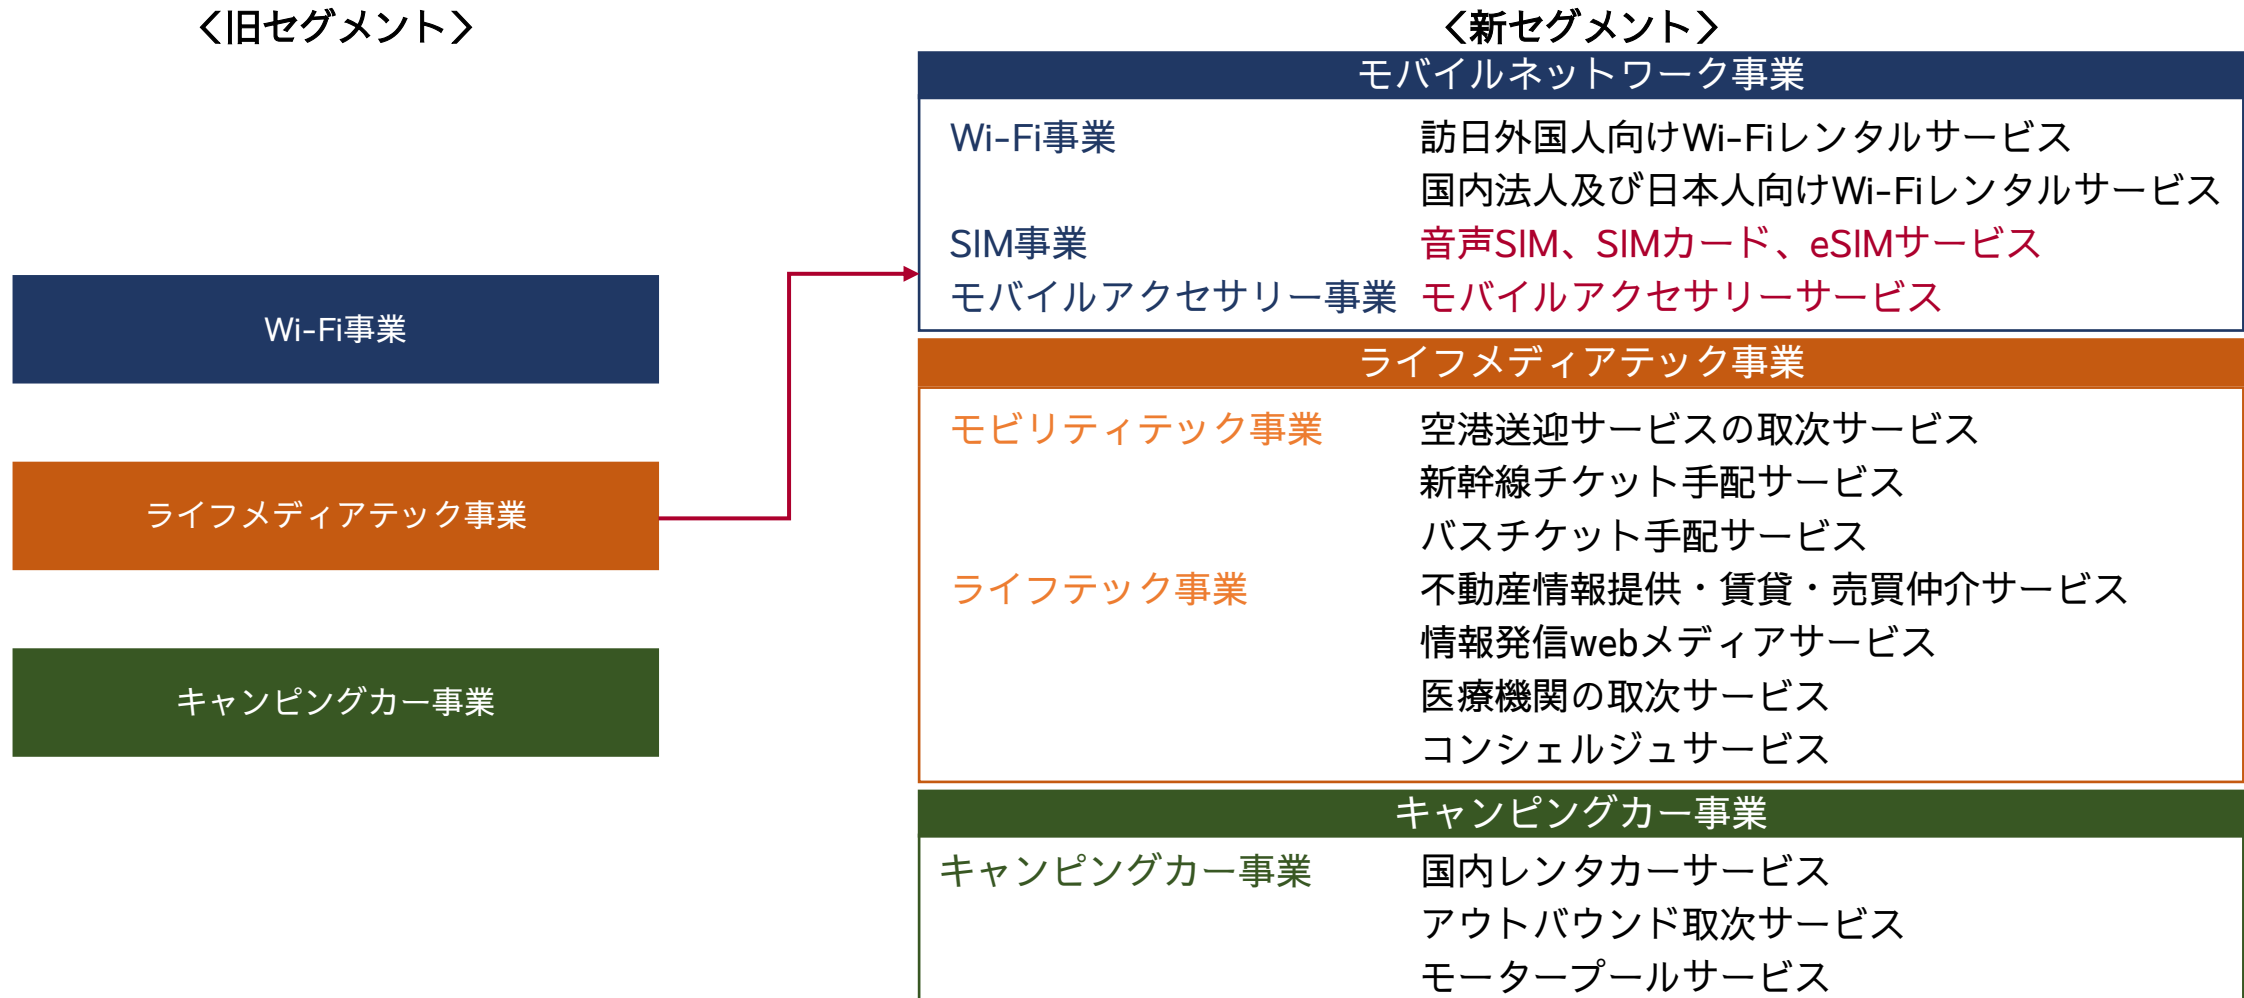 〈旧セグメント〉
Wi-Fi事業
ライフメディアテック事業
キャンピングカー事業
〈新セグメント〉
モバイルネットワーク事業
Wi-Fi事業 訪日外国人向けWi-Fiレンタルサービス
国内法人及び日本人向けWi-Fiレンタルサービス
SIM事業 音声SIM、SIMカード、eSIMサービス
モバイルアクセサリー事業 モバイルアクセサリーサービス
ライフメディアテック事業
モビリティテック事業 空港送迎サービスの取次サービス
新幹線チケット手配サービス
バスチケット手配サービス
ライフテック事業 不動産情報提供・賃貸・売買仲介サービス
情報発信webメディアサービス
医療機関の取次サービス
コンシェルジュサービス
キャンピングカー事業
キャンピングカー事業 国内レンタカーサービス
アウトバウンド取次サービス
モータープールサービス